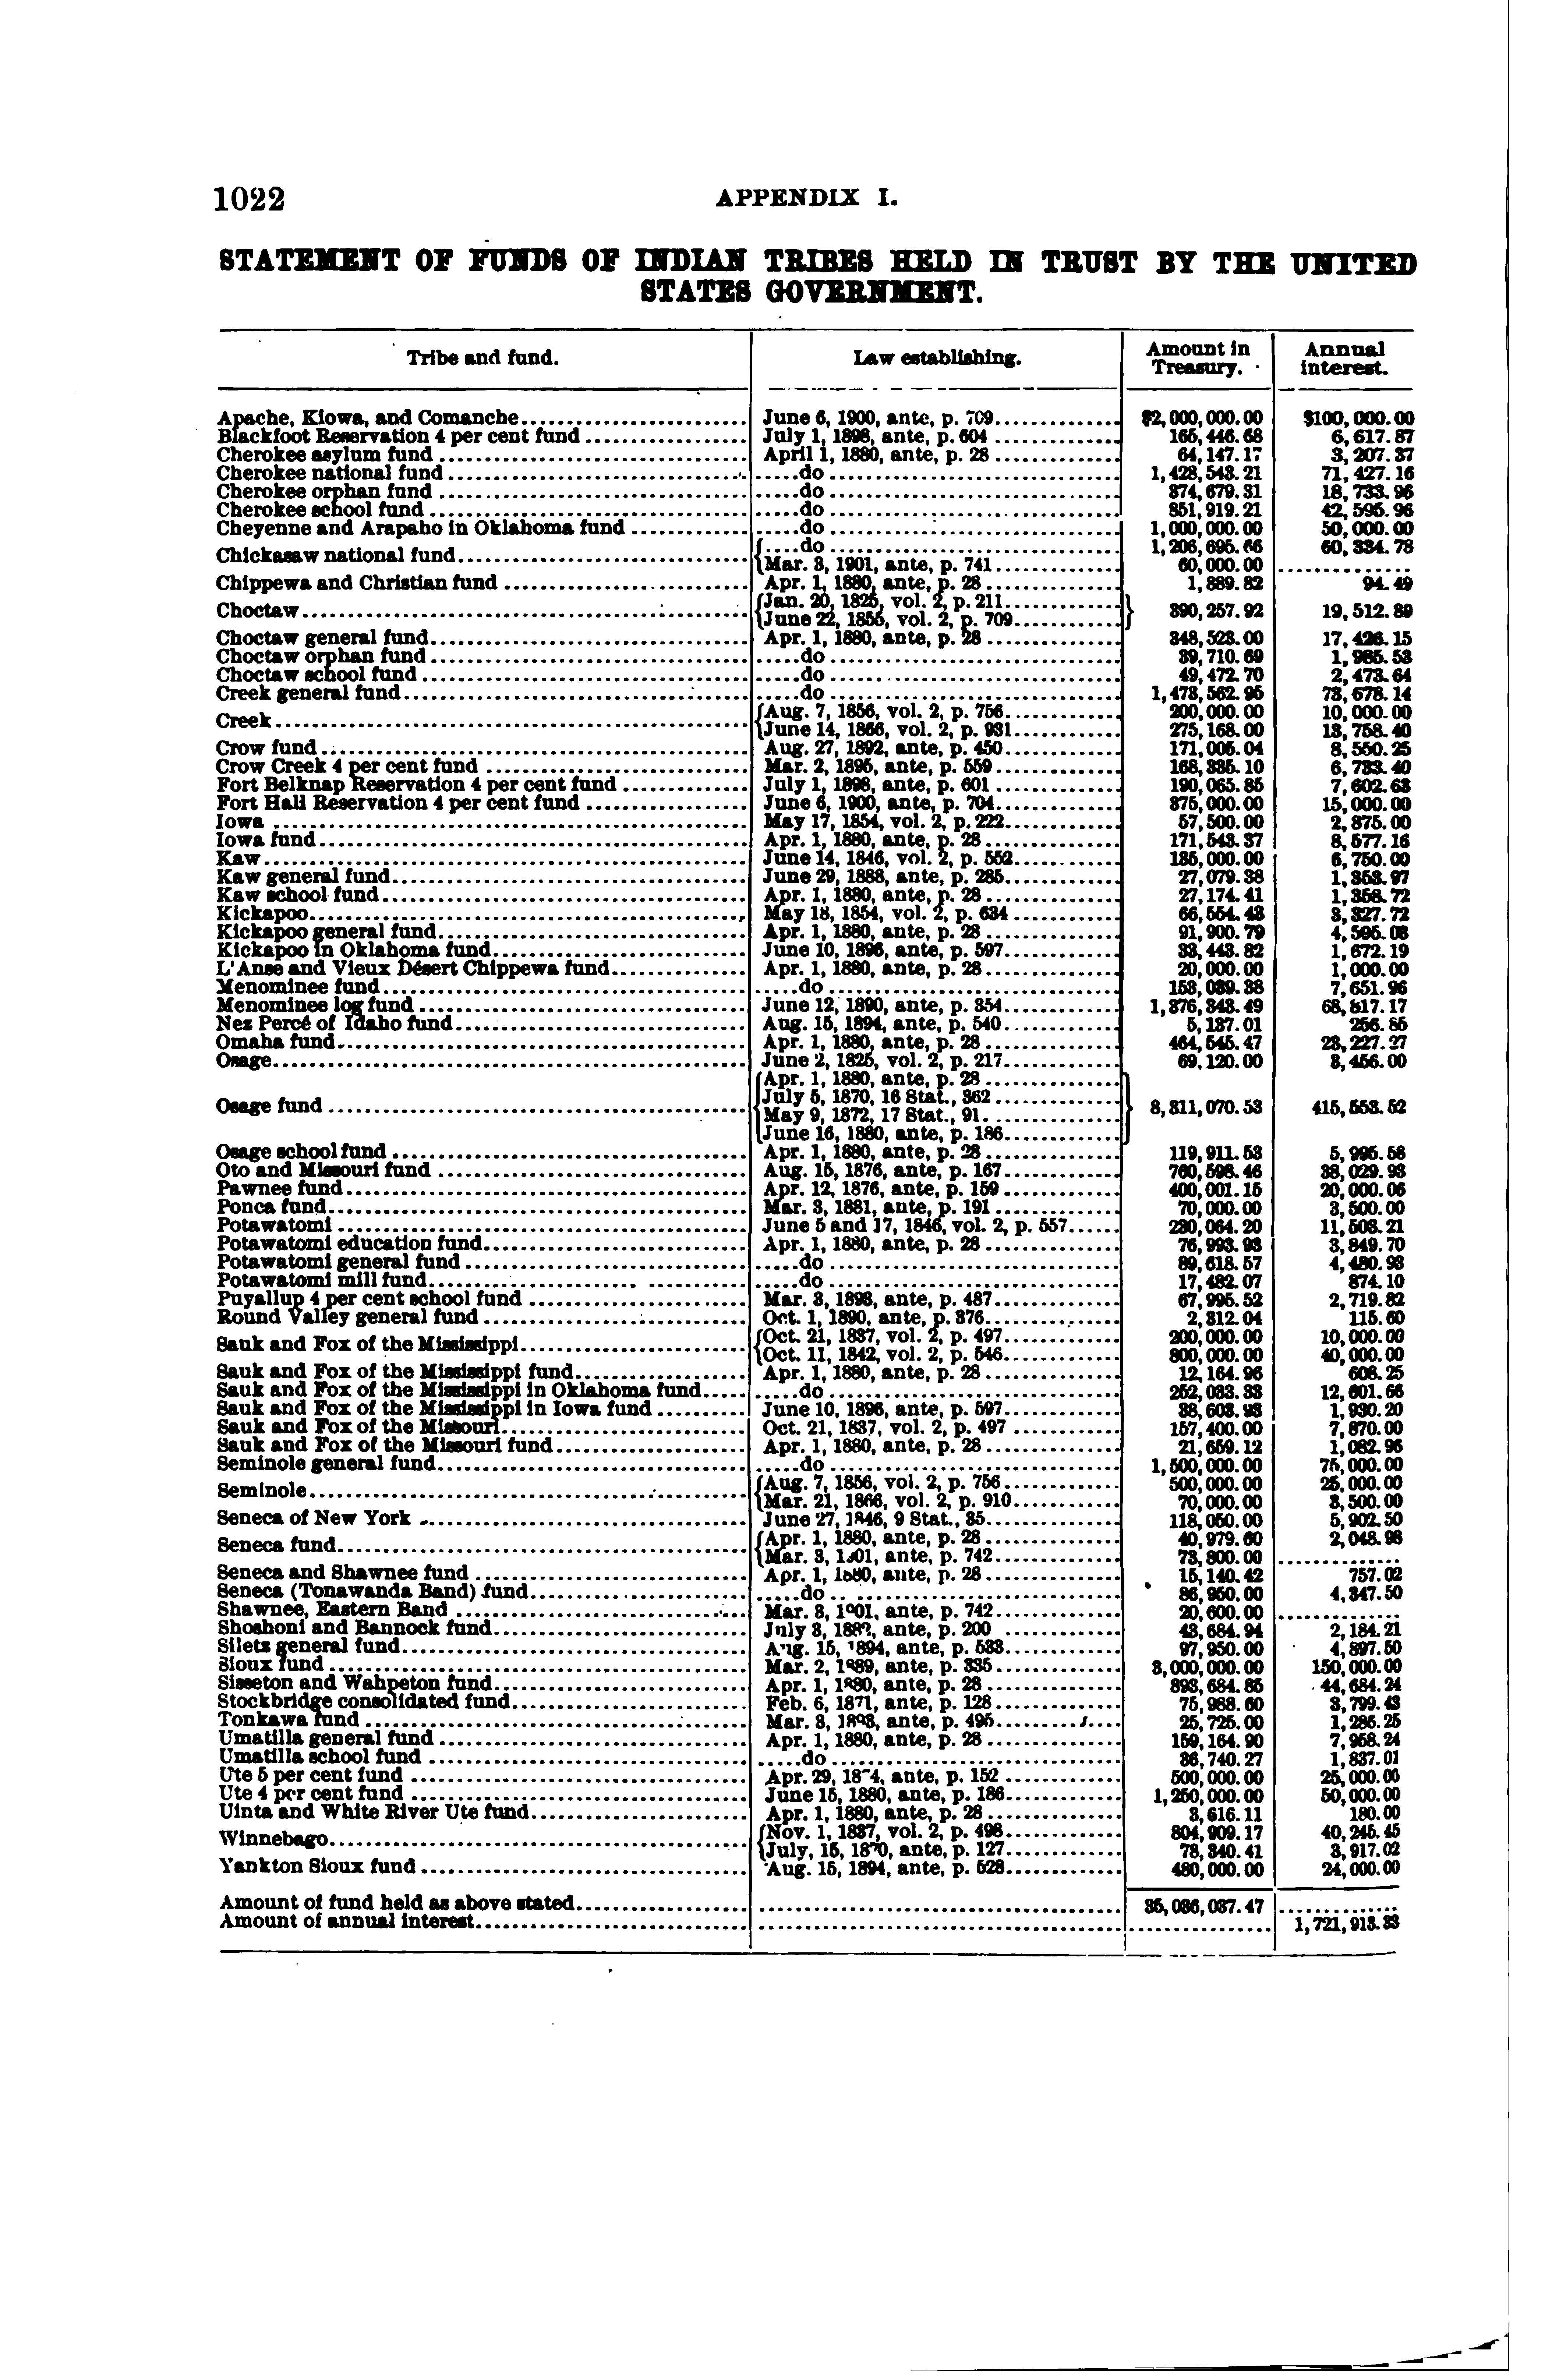 1022 APPENDIX I.
STATEMENT OF FUNDS OF INDIAN TRIBES HELD IN TRUST BY THE UNITED
STATES GOVERNMENT.
Tribe and fund. Law establishing. Amount in Treasury. Annual interest.
Apache, Kiowa, and Comanche June 6, 1900, ante, p. 709 $2,000,000.00 $100,000.00
Blackfoot Reservation 4 per cent fund July 1, 1898, ante, p. 604 165,446.68 6,617.87
Cherokee asylum fund April 1, 1880, ante, p. 28 64,147.17 3,207.37
Cherokee national fund do 1,428,543.21 71,427.16
Cherokee orphan fund do 374,679.31 18,733.96
Cherokee school fund do 851,919.21 42,595.96
Cheyenne and Arapaho in Oklahoma fund do 1,000,000.00 50,000.00
Chickasaw national fund do 1,206,695.66 60,334.78
Mar. 3, 1901, ante, p. 741 60,000.00
Chippewa and Christian fund Apr. 1, 1880, ante, p. 28 1,889.82 94.49
Choctaw Jan. 20, 1825, vol. 2, p. 211
June 22, 1855, vol. 2, p. 709 390,257.92 19,512.89
Choctaw general fund Apr. 1, 1880, ante, p. 28 348,523.00 17,426.15
Choctaw orphan fund do 39,710.69 1,985.53
Choctaw school fund do 49,472.70 2,473.64
Creek general fund do 1,473,562.95 73,678.14
Creek Aug. 7, 1856, vol. 2, p. 756 200,000.00 10,000.00
June 14, 1866, vol. 2, p. 931 275,168.00 13,758.40
Crow fund Aug. 27, 1892, ante, p. 450 171,005.04 8,550.25
Crow Creek 4 per cent fund Mar. 2, 1895, ante, p. 559 168,335.10 6,733.40
Fort Belknap Reservation 4 per cent fund July 1, 1898, ante, p. 601 190,065.85 7,602.63
Fort Hall Reservation 4 per cent fund June 6, 1900, ante, p. 704 375,000.00 15,000.00
Iowa May 17, 1854, vol. 2, p. 222 57,500.00 2,875.00
Iowa fund Apr. 1, 1880, ante, p. 28 171,543.37 8,577.16
Kaw June 14, 1846, vol. 2, p. 552 135,000.00 6,750.00
Kaw general fund June 29, 1888, ante, p. 285 27,079.38 1,353.97
Kaw school fund Apr. 1, 1880, ante, p. 28 27,174.41 1,358.72
Kickapoo May 18, 1854, vol. 2, p. 634 66,554.43 3,327.72
Kickapoo general fund Apr. 1, 1880, ante, p. 28 91,900.79 4,595.03
Kickapoo in Oklahoma fund June 10, 1896, ante, p. 597 33,443.82 1,672.19
L'Anse and Vieux Désert Chippewa fund Apr. 1, 1880, ante, p. 28 20,000.00 1,000.00
Menominee fund do 153,039.38 7,651.96
Menominee log fund June 12, 1890, ante, p. 354 1,376,343.49 68,817.17
Nez Percé of Idaho fund Aug. 15, 1894, ante, p. 540 5,137.01 256.85
Omaha fund Apr. 1, 1880, ante, p. 28 464,545.47 23,227.27
Osage June 2, 1825, vol. 2, p. 217 69,120.00 3,456.00
Osage fund Apr. 1, 1880, ante, p. 28
July 5, 1870, 16 Stat., 362
May 9, 1872, 17 Stat., 91
June 16, 1880, ante, p. 186 8,311,070.53 415,553.52
Osage school fund Apr. 1, 1880, ante, p. 28 119,911.53 5,995.58
Oto and Missouri fund Aug. 15, 1876, ante, p. 167 760,598.46 38,029.93
Pawnee fund Apr. 12, 1876, ante, p. 159 400,001.15 20,000.06
Ponca fund Mar. 3, 1881, ante, p. 191 70,000.00 3,500.00
Potawatomi June 5 and 17, 1846, vol. 2, p. 557 230,064.20 11,503.21
Potawatomi education fund Apr. 1, 1880, ante, p. 28 76,993.93 3,849.70
Potawatomi general fund do 89,618.57 4,480.93
Potawatomi mill fund do 17,482.07 874.10
Puyallup 4 per cent school fund Mar. 3, 1893, ante, p. 487 67,995.52 2,719.82
Round Valley general fund Oct. 1, 1890, ante, p. 376 2,312.04 115.60
Sauk and Fox of the Mississippi Oct. 21, 1837, vol. 2, p. 497 200,000.00 10,000.00
Oct. 11, 1842, vol. 2, p. 546 800,000.00 40,000.00
Sauk and Fox of the Mississippi fund Apr. 1, 1880, ante, p. 28 12,164.96 608.25
Sauk and Fox of the Mississippi in Oklahoma fund do 252,033.33 12,601.66
Sauk and Fox of the Mississippi in Iowa fund June 10, 1896, ante, p. 597 38,603.93 1,930.20
Sauk and Fox of the Missouri Oct. 21, 1837, vol. 2, p. 497 157,400.00 7,870.00
Sauk and Fox of the Missouri fund Apr. 1, 1880, ante, p. 28 21,659.12 1,082.96
Seminole general fund do 1,500,000.00 75,000.00
Seminole Aug. 7, 1856, vol. 2, p. 756 500,000.00 25,000.00
Mar. 21, 1866, vol. 2, p. 910 70,000.00 3,500.00
Seneca of New York June 27, 1846, 9 Stat., 35 118,050.00 5,902.50
Seneca fund Apr. 1, 1880, ante, p. 28 40,979.60 2,048.98
Mar. 3, 1901, ante, p. 742 73,800.00
Seneca and Shawnee fund Apr. 1, 1880, ante, p. 28 15,140.42 757.02
Seneca (Tonawanda Band) fund do 86,950.00 4,347.50
Shawnee, Eastern Band Mar. 3, 1901, ante, p. 742 20,600.00
Shoshoni and Bannock fund July 3, 1882, ante, p. 200 43,684.94 2,184.21
Silets general fund Aug. 15, 1894, ante, p. 533 97,950.00 4,897.50
Sioux fund Mar. 2, 1889, ante, p. 335 3,000,000.00 150,000.00
Sisseton and Wahpeton fund Apr. 1, 1880, ante, p. 28 893,684.85 44,684.24
Stockbridge consolidated fund Feb. 6, 1871, ante, p. 128 75,988.60 3,799.43
Tonkawa fund Mar. 3, 1893, ante, p. 495 25,725.00 1,286.25
Umatilla general fund Apr. 1, 1880, ante, p. 28 159,164.90 7,958.24
Umatilla school fund do 36,740.27 1,837.01
Ute 5 per cent fund Apr. 29, 1874, ante, p. 152 500,000.00 25,000.00
Ute 4 per cent fund June 15, 1880, ante, p. 186 1,250,000.00 50,000.00
Uinta and White River Ute fund Apr. 1, 1880, ante, p. 28 3,616.11 180.00
Winnebago Nov. 1, 1837, vol. 2, p. 498 804,909.17 40,245.45
July, 15, 1870, ante, p. 127 78,340.41 3,917.02
Yankton Sioux fund Aug. 15, 1894, ante, p. 528 480,000.00 24,000.00
Amount of fund held as above stated 35,086,037.47
Amount of annual interest 1,721,913.83